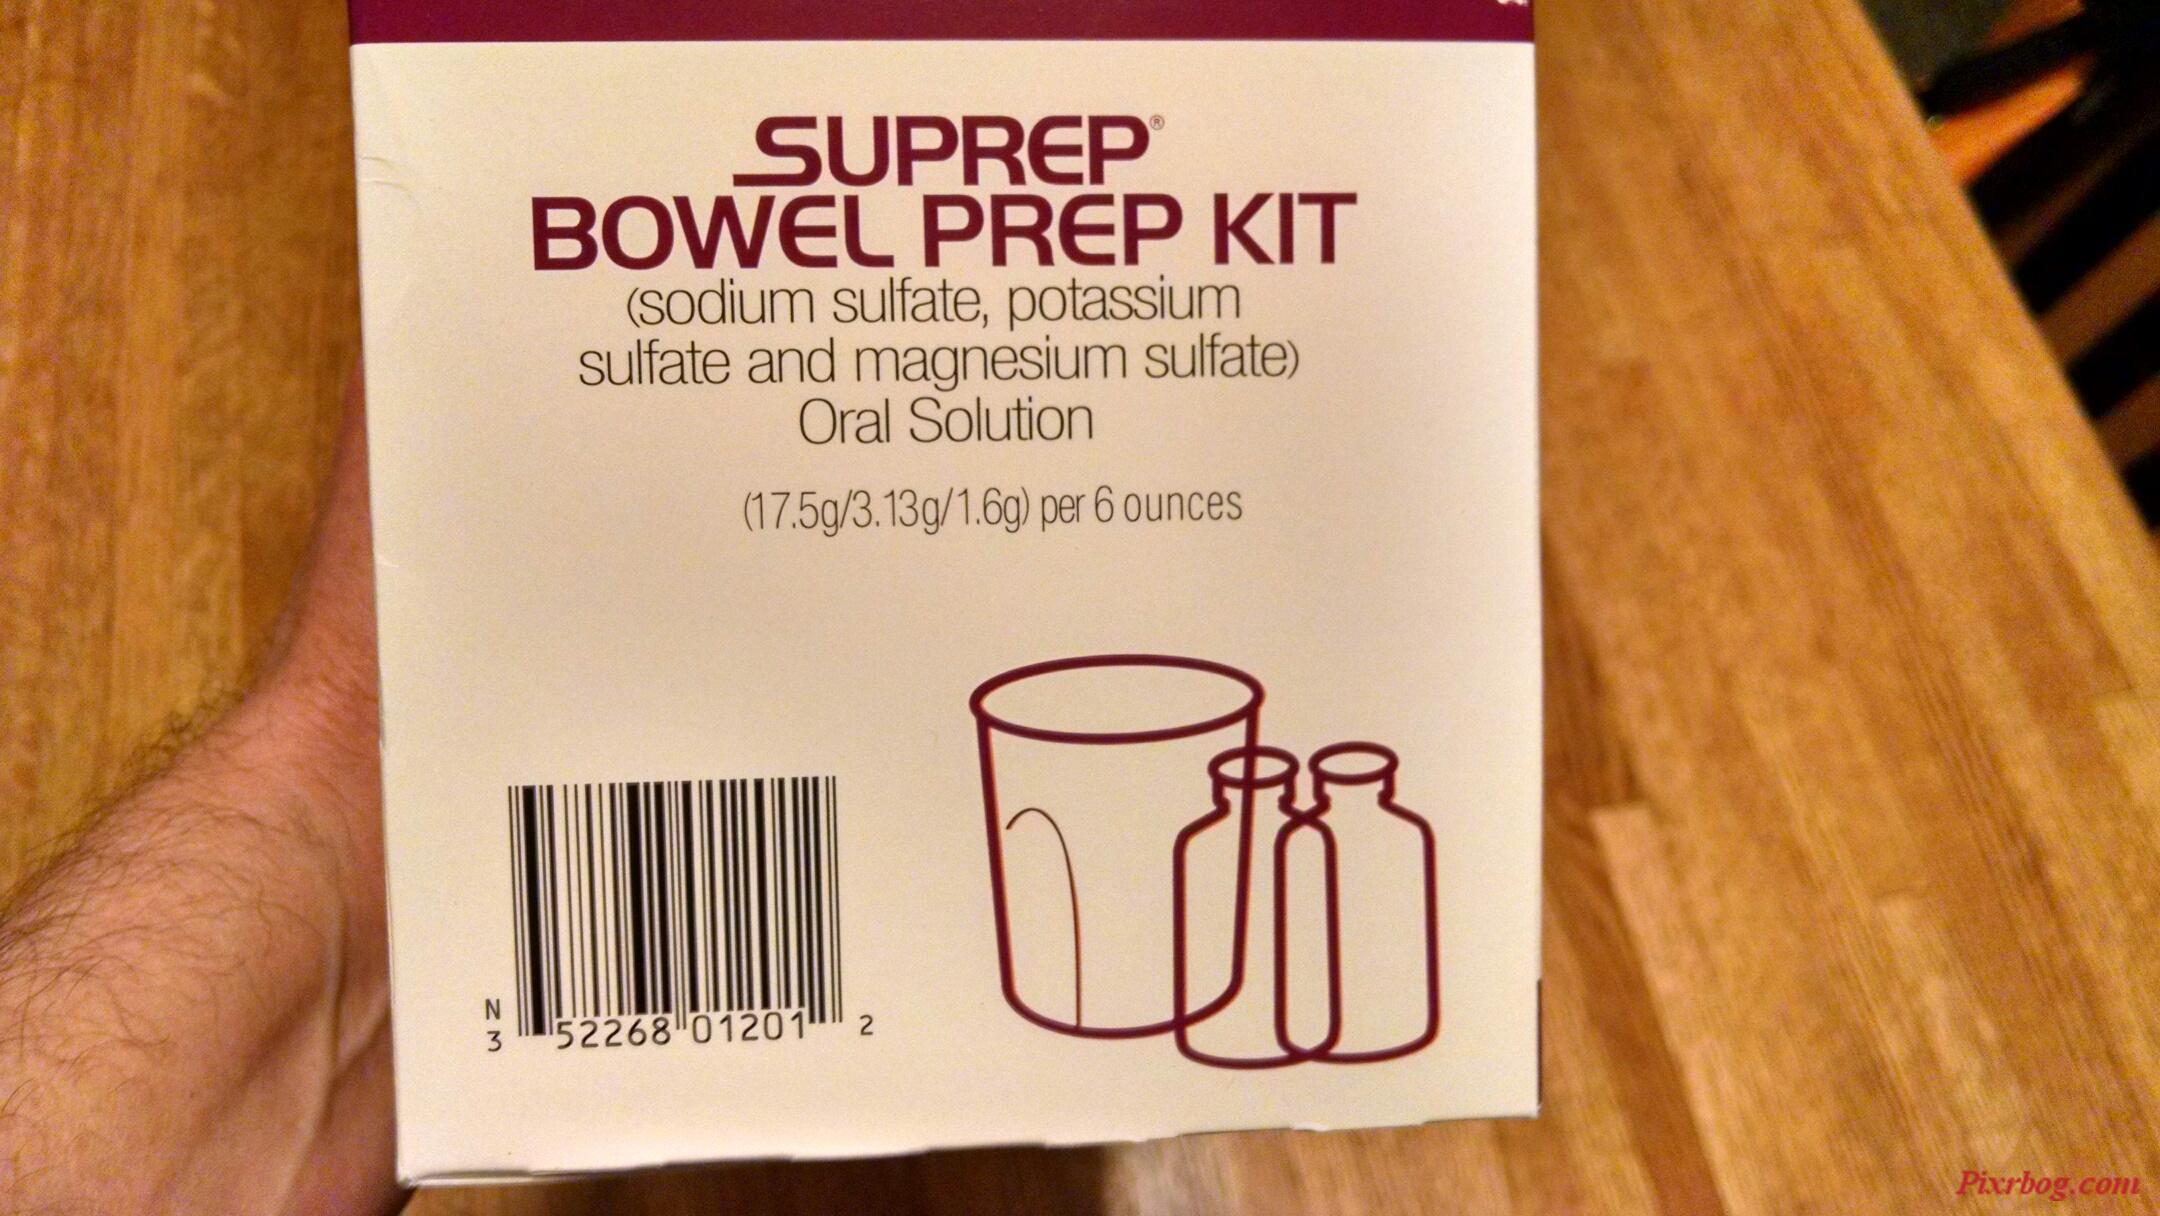 SUPREP®
BOWEL PREP KIT
(sodium sulfate, potassium
sulfate and magnesium sulfate)
Oral Solution
(17.5g/3.13g/1.6g) per 6 ounces
N
3 52268 01201 2
Pixrbog.com